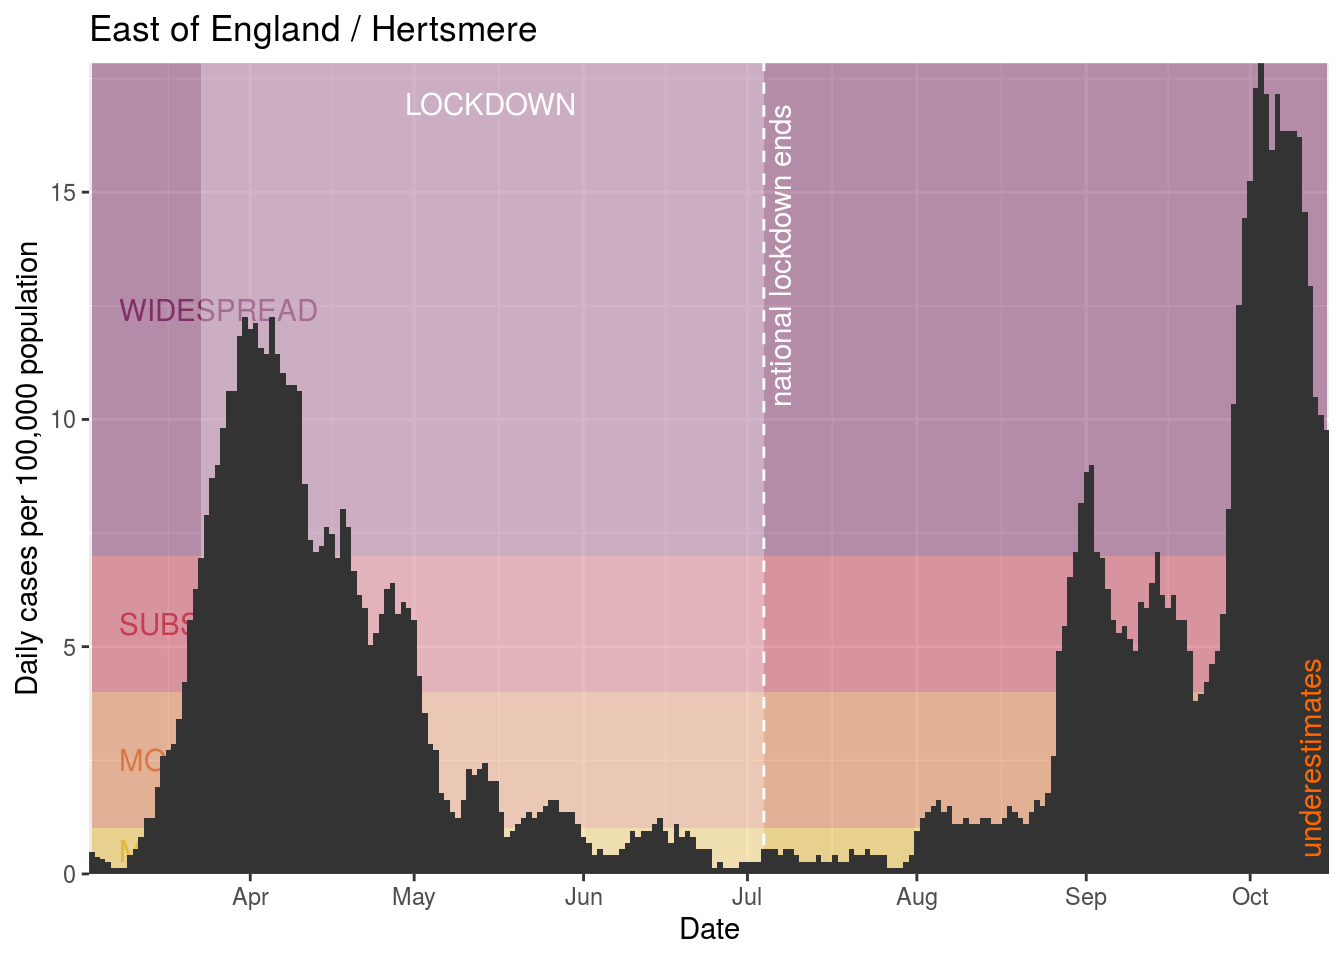 East of England / Hertsmere
LOCKDOWN
national lockdown ends
WIDESPREAD
SUBS
MO
underestimates
Daily cases per 100,000 population
15
10
5
0
Apr
May
Jun
Jul
Aug
Sep
Oct
Date